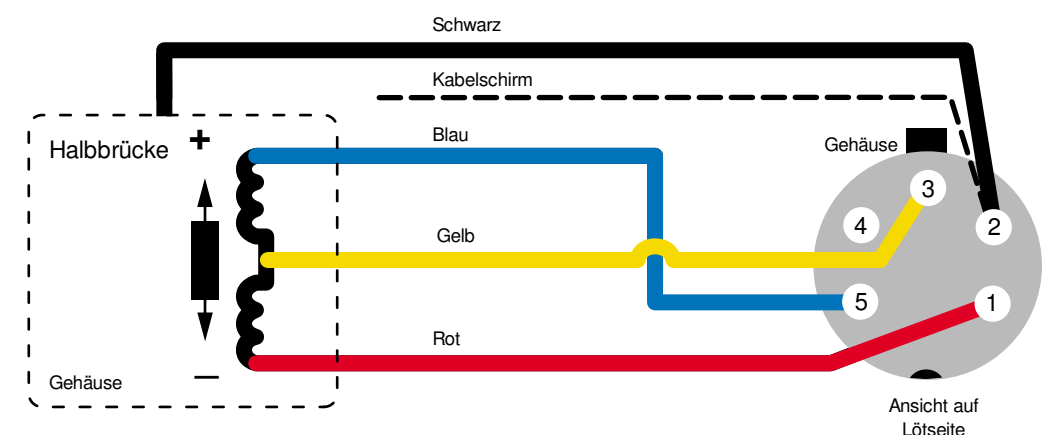 Schwarz
Kabelschirm
Blau
Gehäuse
Halbbrücke
+
3
4
2
Gelb
5
1
Rot
Gehäuse
–
Ansicht auf
Lötseite